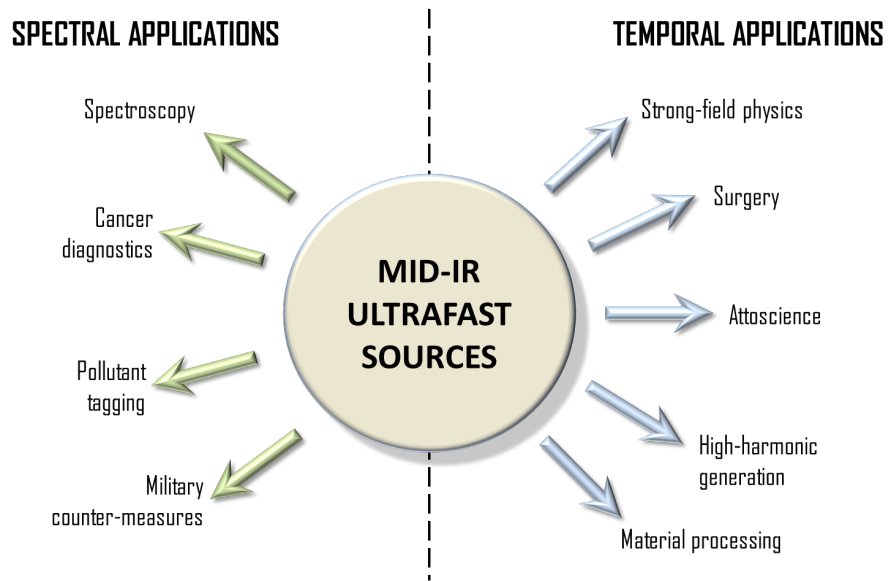 SPECTRAL APPLICATIONS
TEMPORAL APPLICATIONS
Spectroscopy
Cancer
diagnostics
Pollutant
tagging
Military
counter-measures
MID-IR
ULTRAFAST
SOURCES
Strong-field physics
Surgery
Attoscience
High-harmonic
generation
Material processing